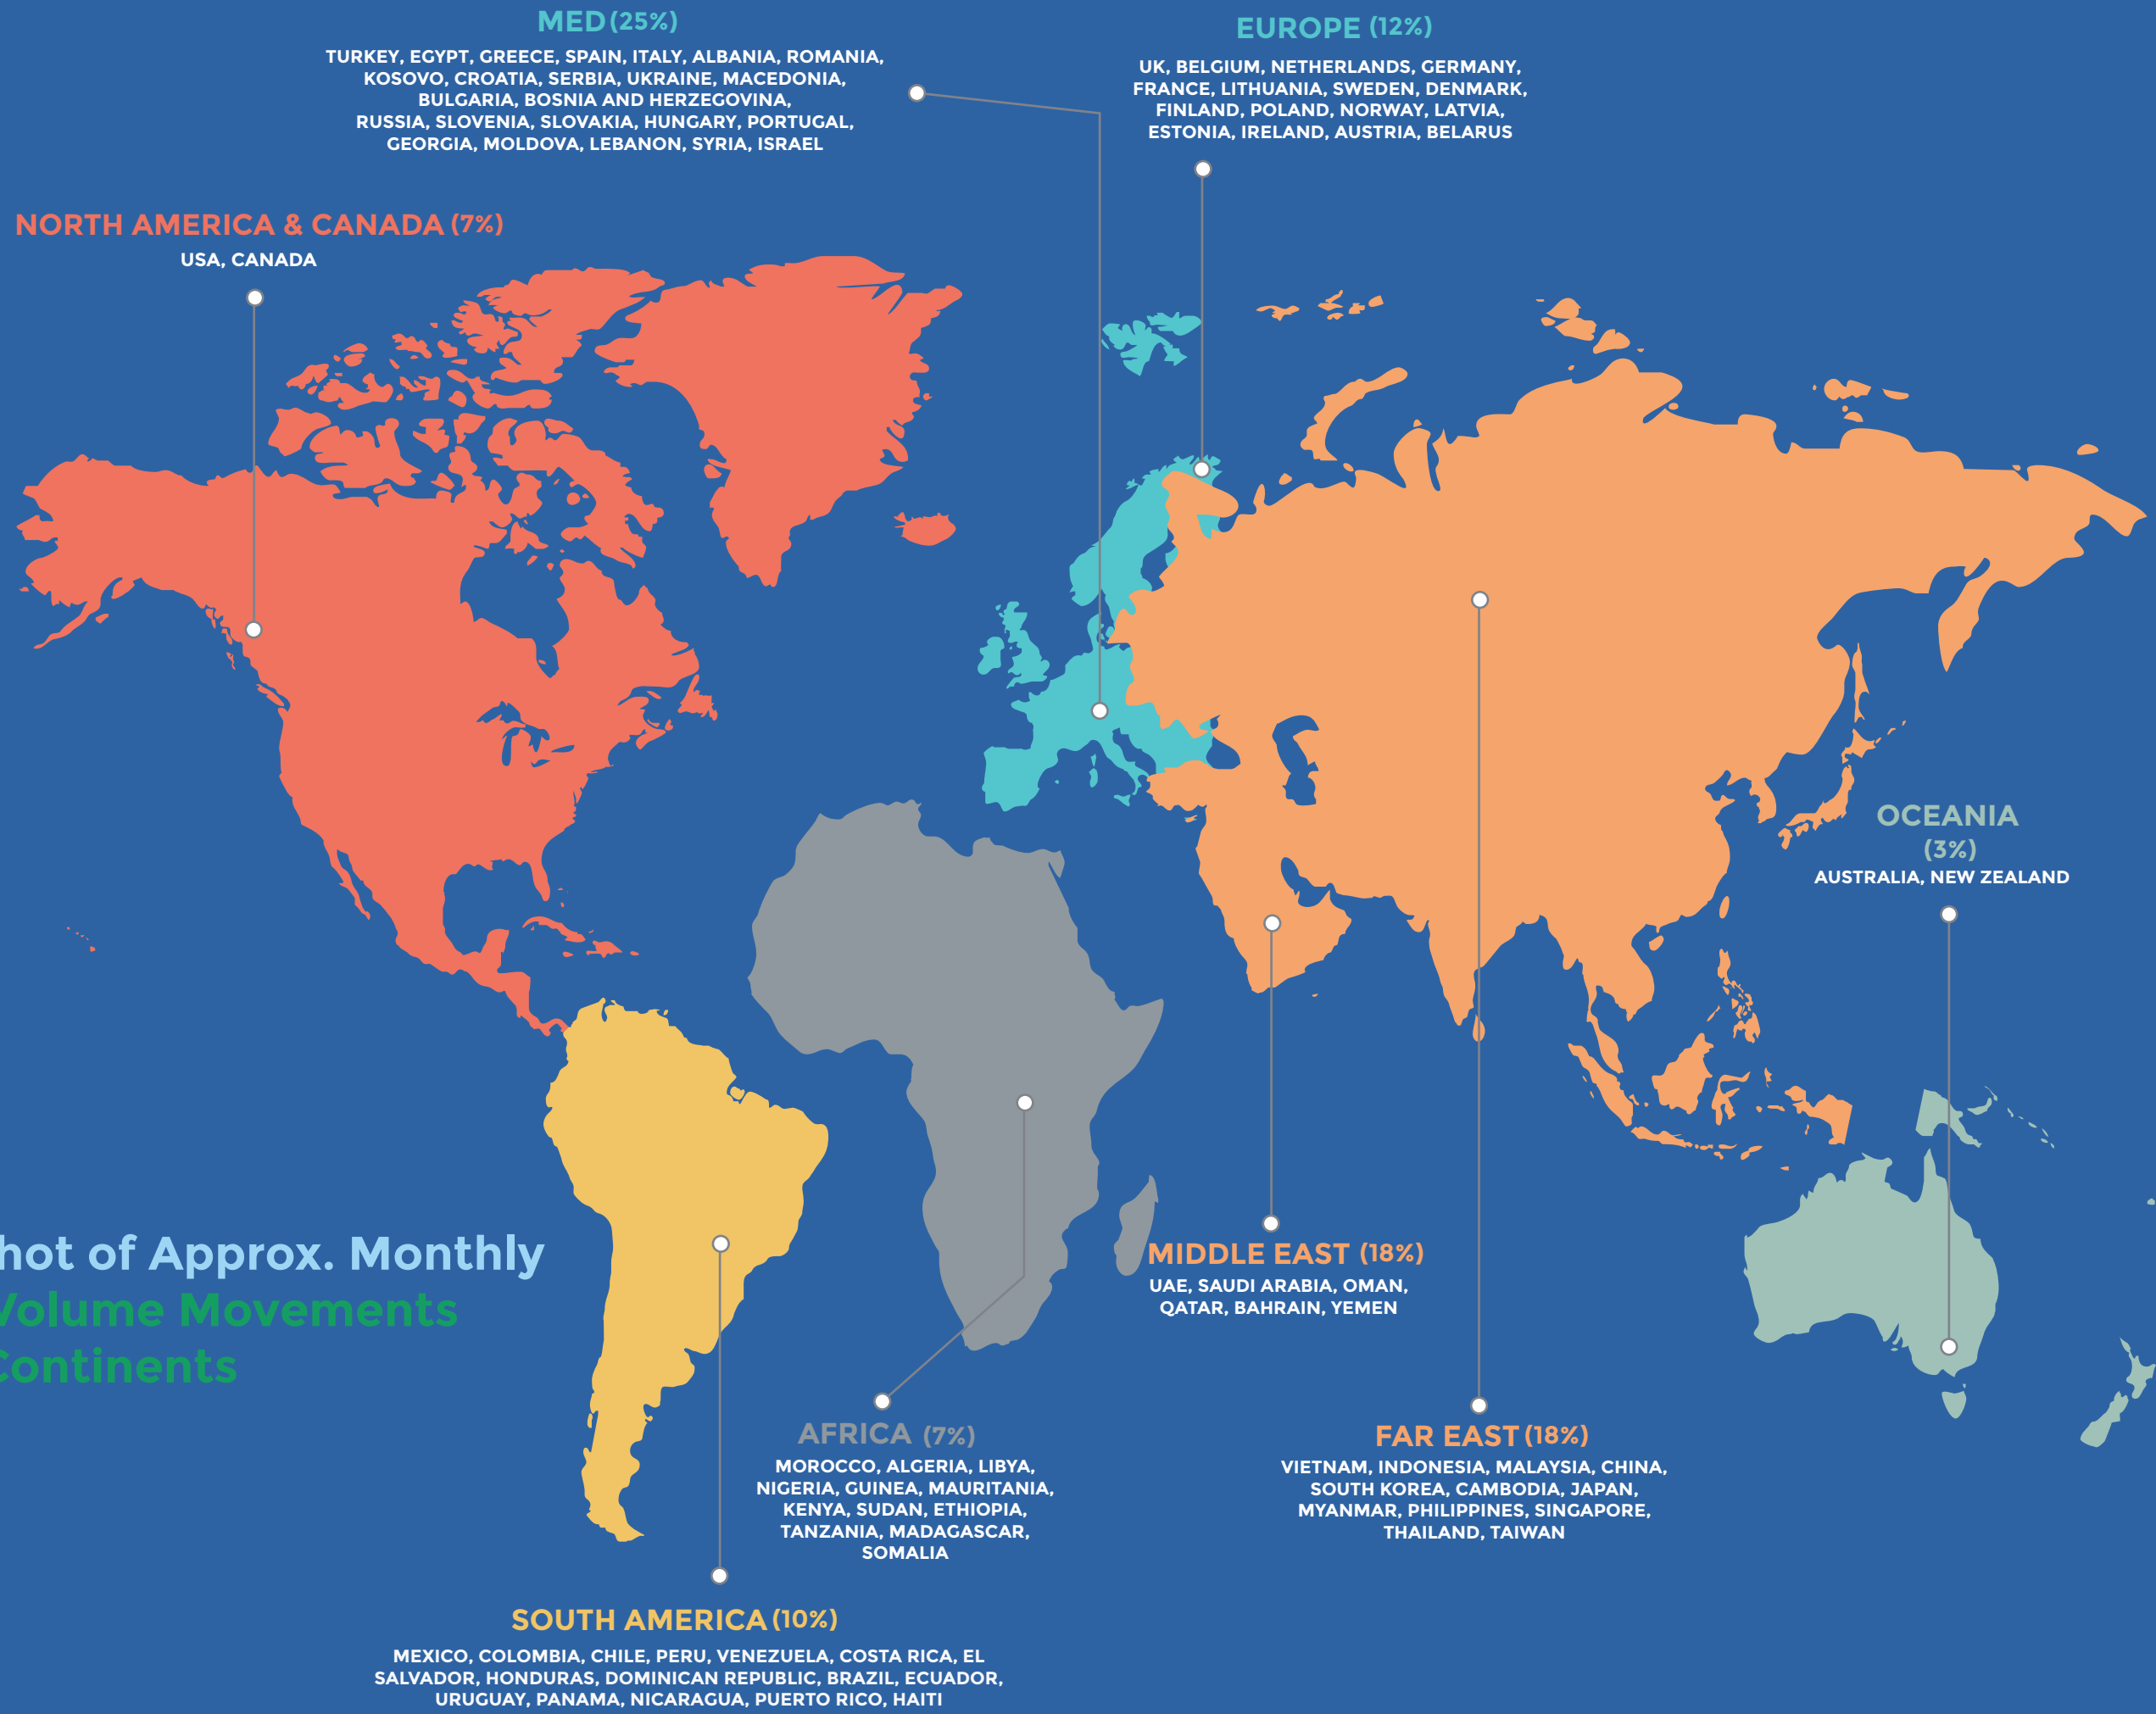 MED (25%)
TURKEY, EGYPT, GREECE, SPAIN, ITALY, ALBANIA, ROMANIA,
KOSOVO, CROATIA, SERBIA, UKRAINE, MACEDONIA,
BULGARIA, BOSNIA AND HERZEGOVINA,
RUSSIA, SLOVENIA, SLOVAKIA, HUNGARY, PORTUGAL,
GEORGIA, MOLDOVA, LEBANON, SYRIA, ISRAEL
EUROPE (12%)
UK, BELGIUM, NETHERLANDS, GERMANY,
FRANCE, LITHUANIA, SWEDEN, DENMARK,
FINLAND, POLAND, NORWAY, LATVIA,
ESTONIA, IRELAND, AUSTRIA, BELARUS
NORTH AMERICA & CANADA (7%)
USA, CANADA
OCEANIA
(3%)
AUSTRALIA, NEW ZEALAND
hot of Approx. Monthly
Volume Movements
Continents
MIDDLE EAST (18%)
UAE, SAUDI ARABIA, OMAN,
QATAR, BAHRAIN, YEMEN
AFRICA (7%)
MOROCCO, ALGERIA, LIBYA,
NIGERIA, GUINEA, MAURITANIA,
KENYA, SUDAN, ETHIOPIA,
TANZANIA, MADAGASCAR,
SOMALIA
FAR EAST (18%)
VIETNAM, INDONESIA, MALAYSIA, CHINA,
SOUTH KOREA, CAMBODIA, JAPAN,
MYANMAR, PHILIPPINES, SINGAPORE,
THAILAND, TAIWAN
SOUTH AMERICA (10%)
MEXICO, COLOMBIA, CHILE, PERU, VENEZUELA, COSTA RICA, EL
SALVADOR, HONDURAS, DOMINICAN REPUBLIC, BRAZIL, ECUADOR,
URUGUAY, PANAMA, NICARAGUA, PUERTO RICO, HAITI